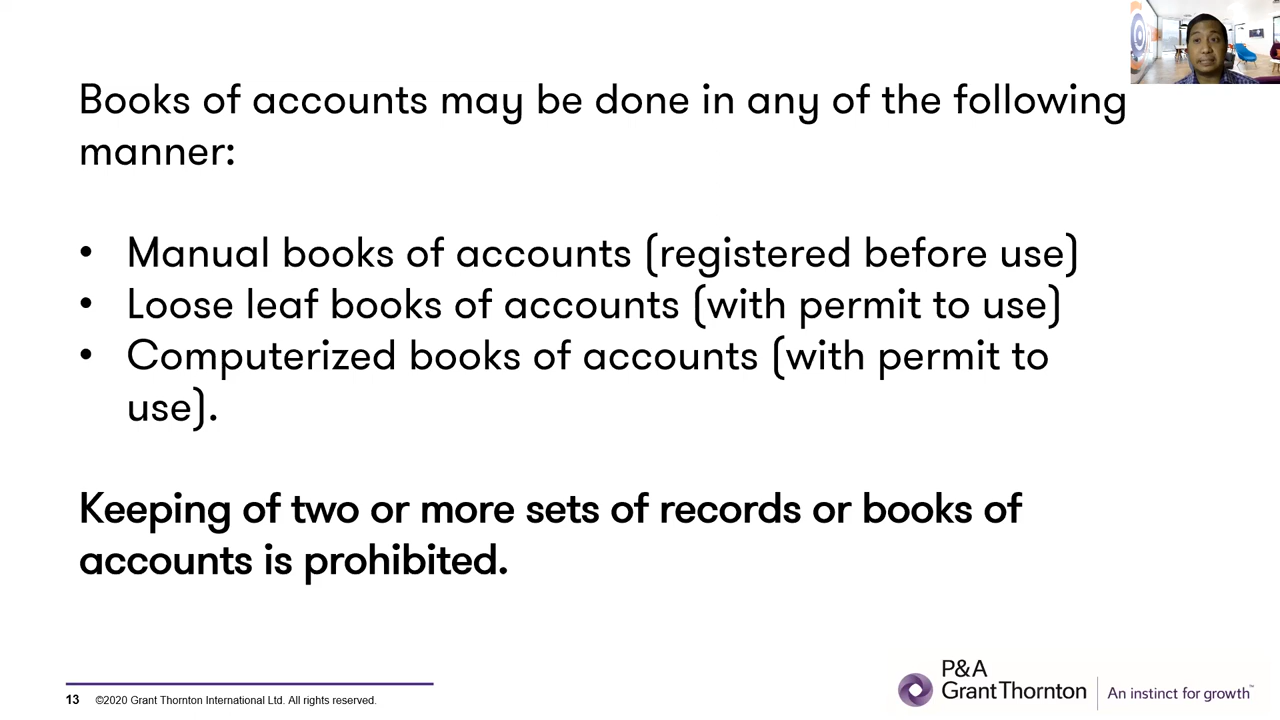 Books of accounts may be done in any of the following
manner:
• Manual books of accounts (registered before use)
• Loose leaf books of accounts (with permit to use)
• Computerized books of accounts (with permit to
use).
Keeping of two or more sets of records or books of
accounts is prohibited.
13 ©2020 Grant Thornton International Ltd. All rights reserved.
P&A
Grant Thornton
An instinct for growth™